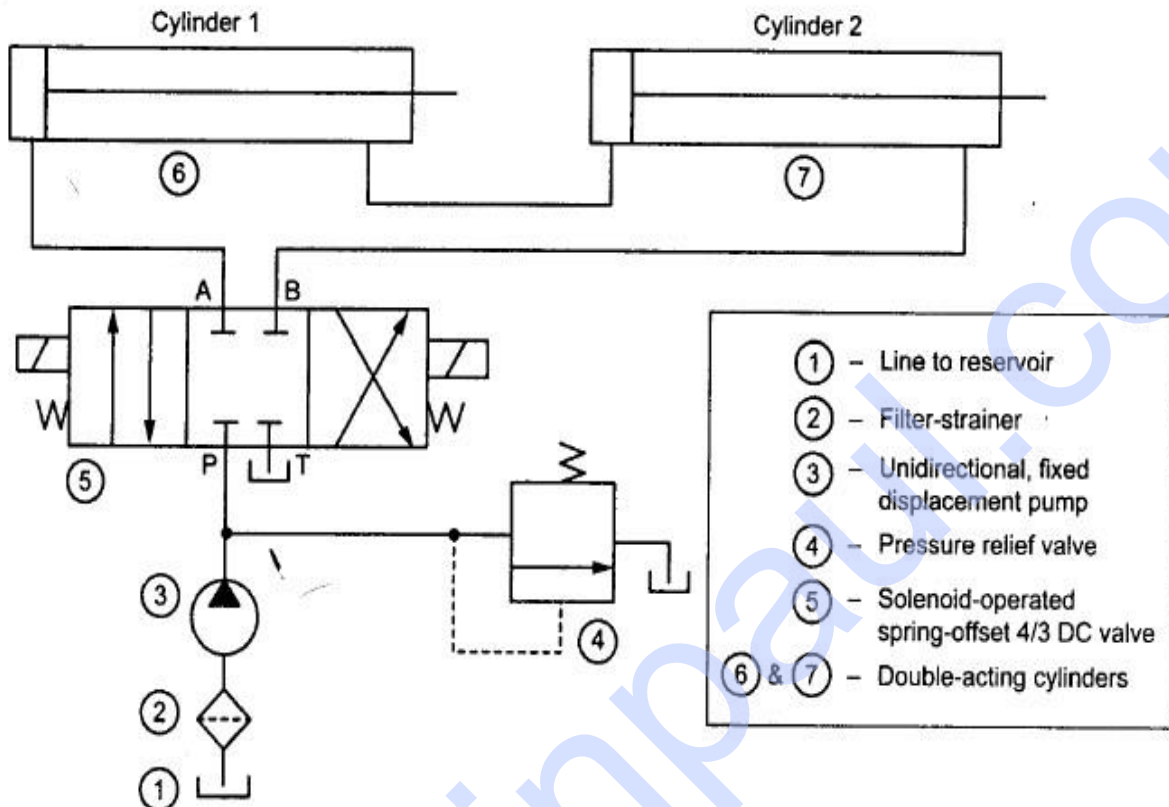 Cylinder 1
Cylinder 2
6
7
A B
P T
5
3
4
2
1
1 – Line to reservoir
2 – Filter-strainer
3 – Unidirectional, fixed
displacement pump
4 – Pressure relief valve
5 – Solenoid-operated
spring-offset 4/3 DC valve
6 & 7 – Double-acting cylinders
inpaul.co